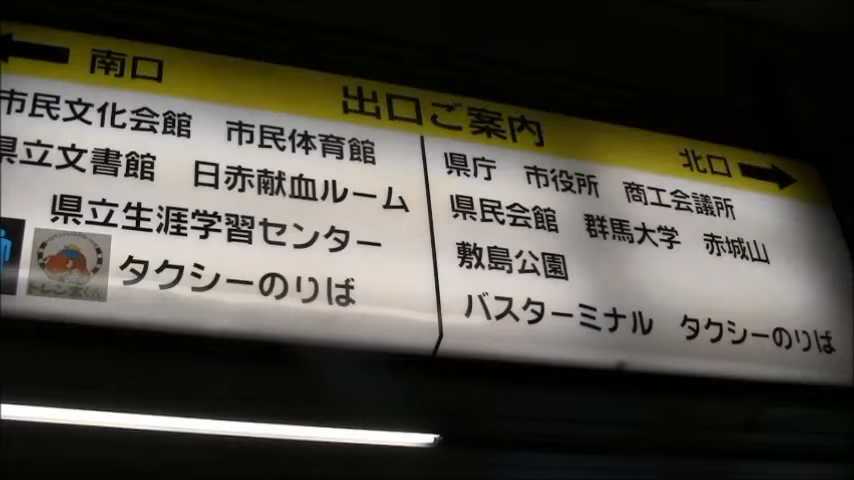 南口
出口ご案内
北口
市民文化会館 市民体育館
県立文書館 日赤献血ルーム
県立生涯学習センター
タクシーのりば
県庁 市役所 商工会議所
県民会館 群馬大学 赤城山
敷島公園
バスターミナル タクシーのりば